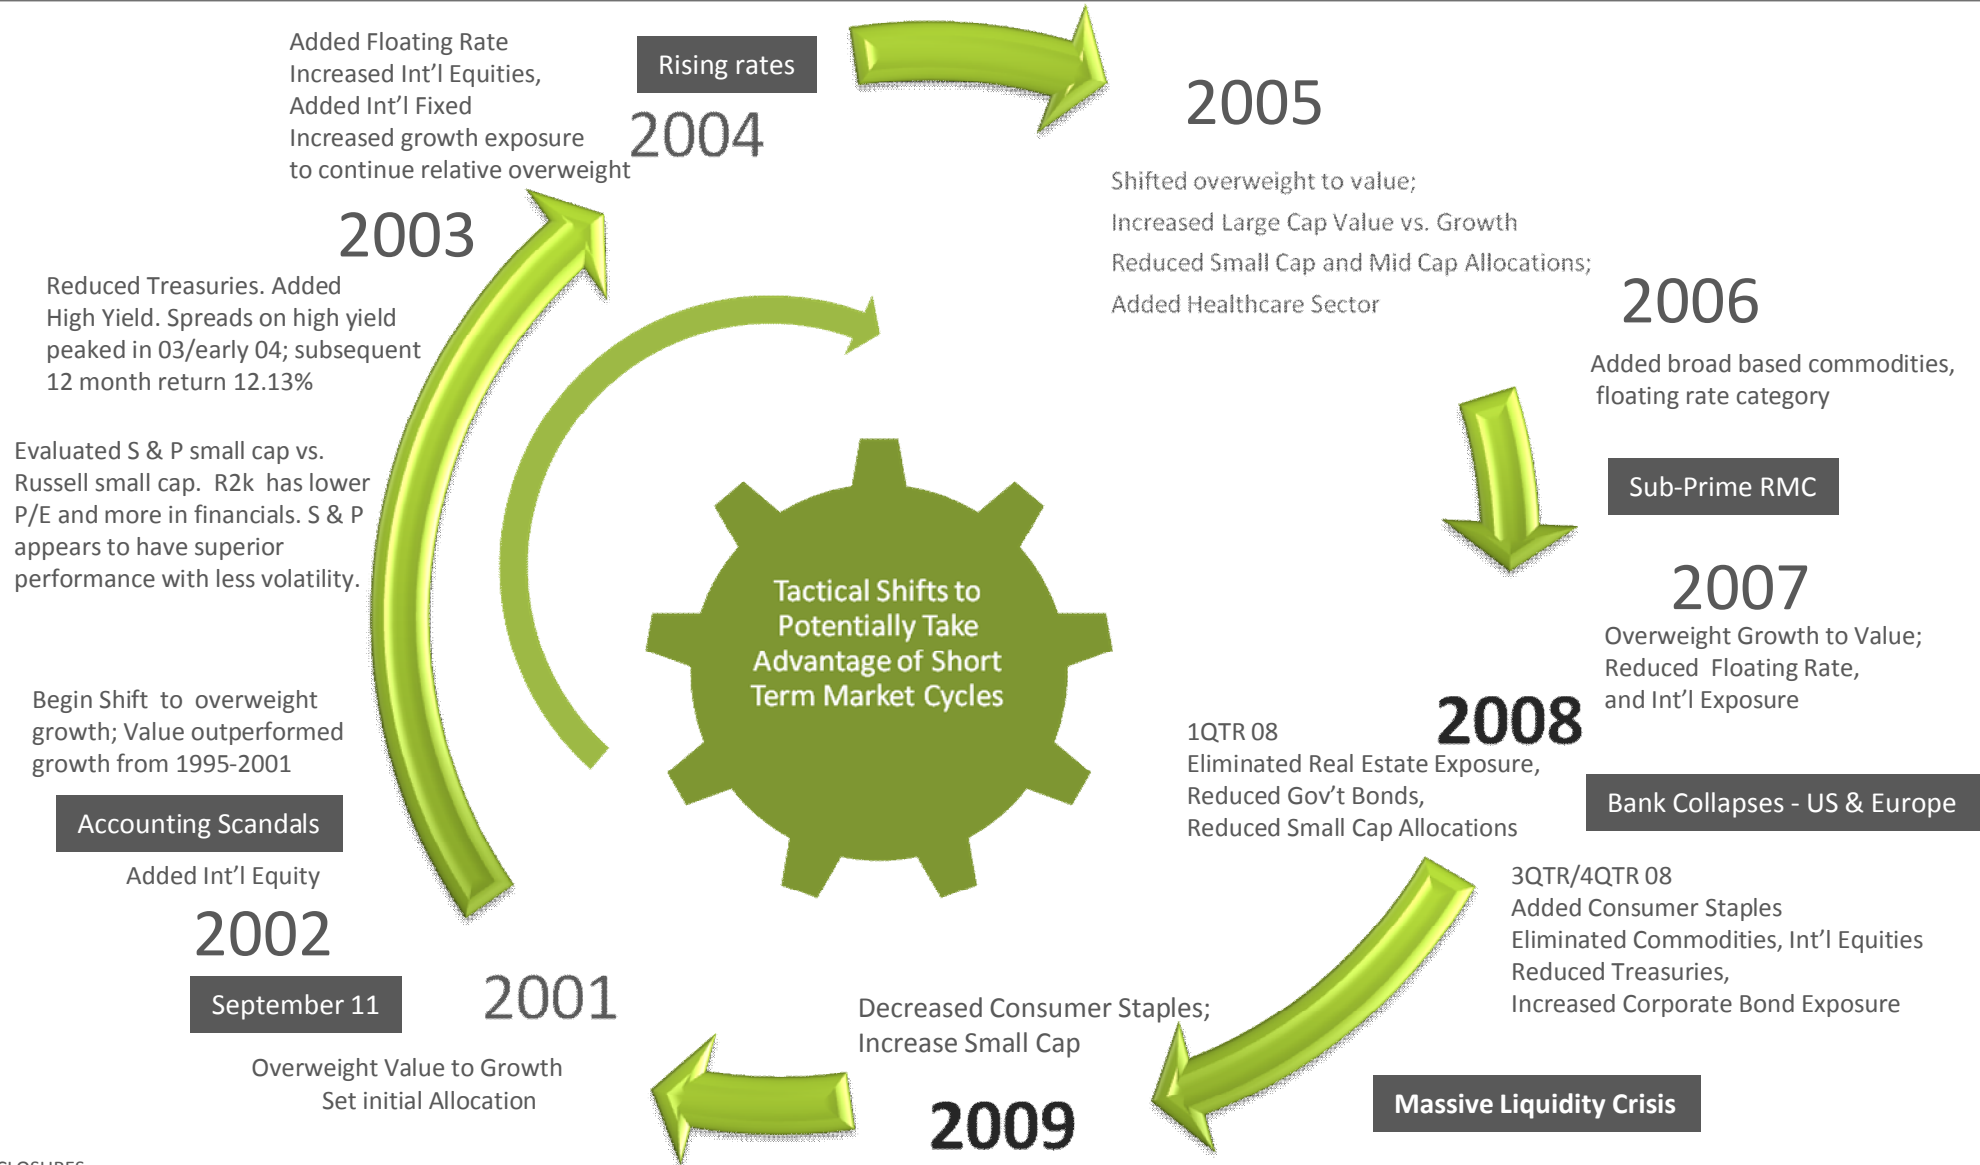 Added Floating Rate
Increased Int'l Equities,
Added Int'l Fixed
Increased growth exposure
to continue relative overweight
Rising rates
2004
2005
Shifted overweight to value;
Increased Large Cap Value vs. Growth
Reduced Small Cap and Mid Cap Allocations;
Added Healthcare Sector
2003
Reduced Treasuries. Added
High Yield. Spreads on high yield
peaked in 03/early 04; subsequent
12 month return 12.13%
2006
Added broad based commodities,
floating rate category
Evaluated S & P small cap vs.
Russell small cap. R2k has lower
P/E and more in financials. S & P
appears to have superior
performance with less volatility.
Sub-Prime RMC
2007
Overweight Growth to Value;
Reduced Floating Rate,
and Int'l Exposure
Tactical Shifts to
Potentially Take
Advantage of Short
Term Market Cycles
Begin Shift to overweight
growth; Value outperformed
growth from 1995-2001
Accounting Scandals
Added Int'l Equity
2002
September 11
2008
1QTR 08
Eliminated Real Estate Exposure,
Reduced Gov't Bonds,
Reduced Small Cap Allocations
Bank Collapses - US & Europe
3QTR/4QTR 08
Added Consumer Staples
Eliminated Commodities, Int'l Equities
Reduced Treasuries,
Increased Corporate Bond Exposure
Massive Liquidity Crisis
2001
Overweight Value to Growth
Set initial Allocation
Decreased Consumer Staples;
Increase Small Cap
2009